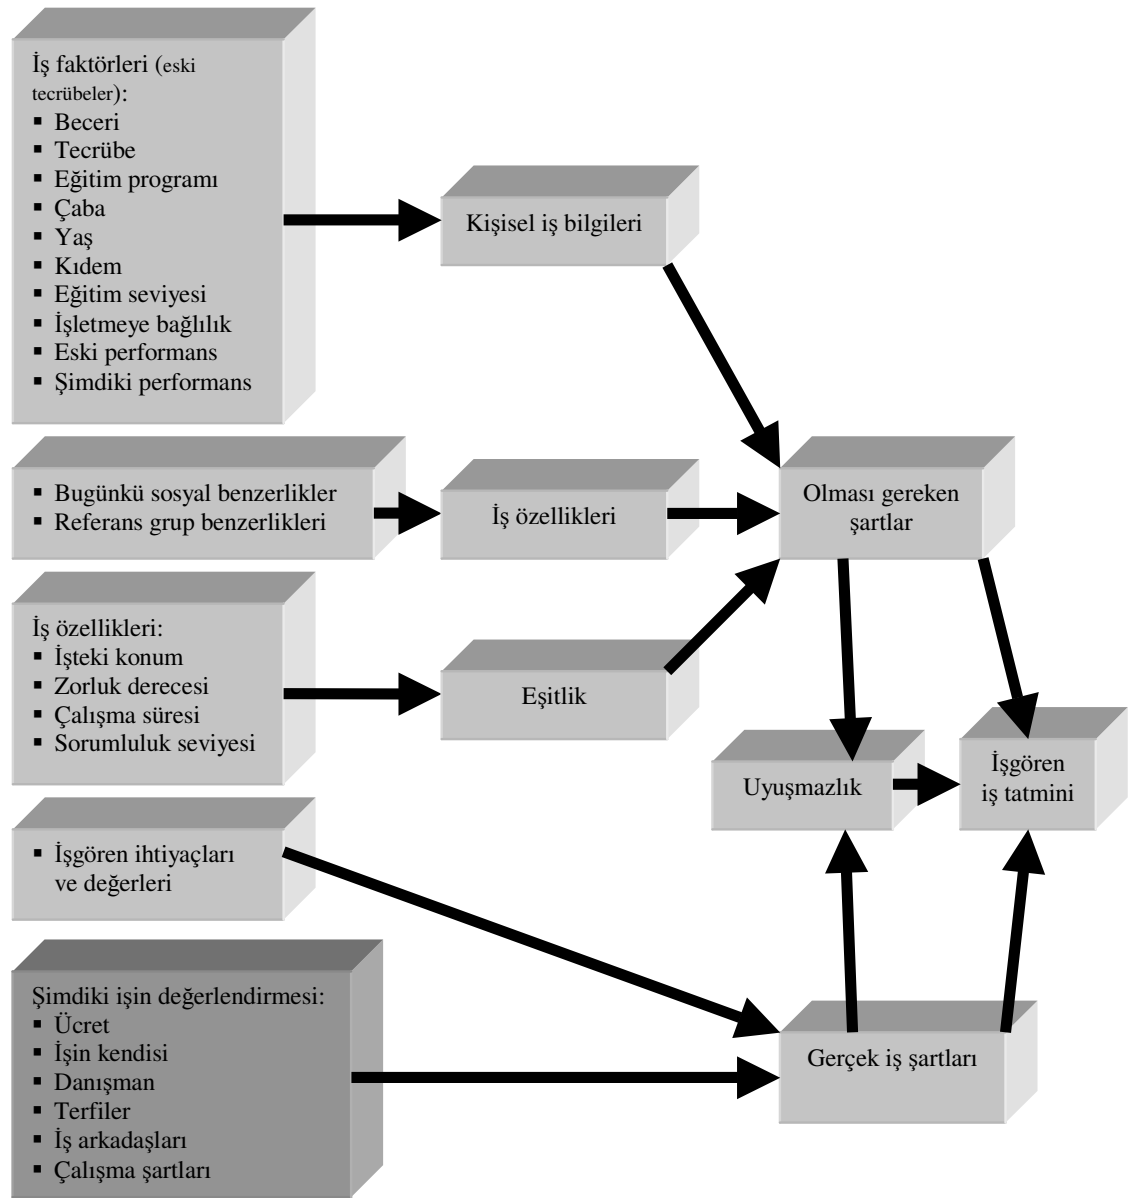 İş faktörleri (eski
tecrübeler):
▪ Beceri
▪ Tecrübe
▪ Eğitim programı
▪ Çaba
▪ Yaş
▪ Kıdem
▪ Eğitim seviyesi
▪ İşletmeye bağlılık
▪ Eski performans
▪ Şimdiki performans
Kişisel iş bilgileri
▪ Bugünkü sosyal benzerlikler
▪ Referans grup benzerlikleri
İş özellikleri
Olması gereken
şartlar
İş özellikleri:
▪ İşteki konum
▪ Zorluk derecesi
▪ Çalışma süresi
▪ Sorumluluk seviyesi
Eşitlik
Uyuşmazlık
İşgören
iş tatmini
▪ İşgören ihtiyaçları
ve değerleri
Şimdiki işin değerlendirmesi:
▪ Ücret
▪ İşin kendisi
▪ Danışman
▪ Terfiler
▪ İş arkadaşları
▪ Çalışma şartları
Gerçek iş şartları